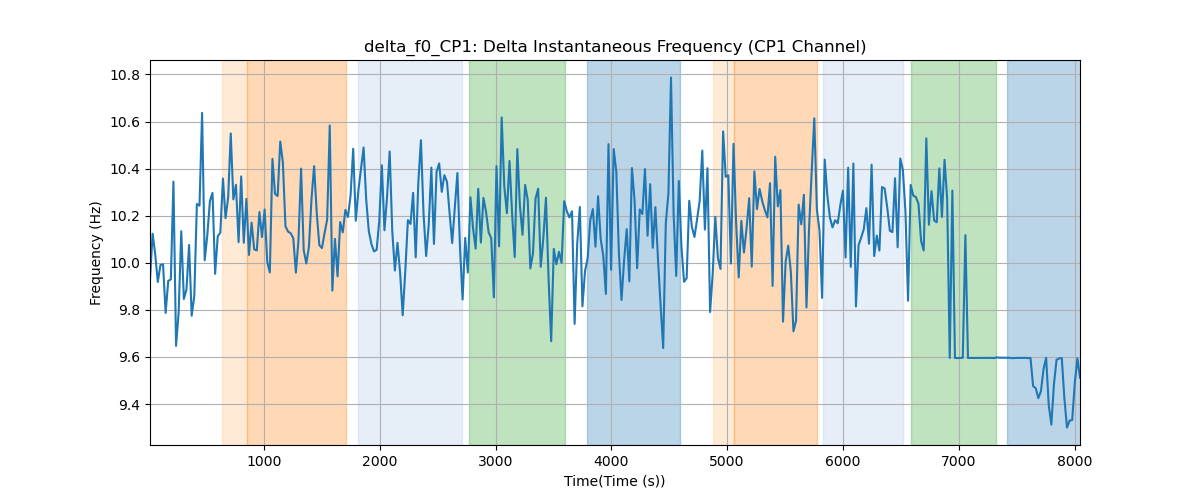 delta_f0_CP1: Delta Instantaneous Frequency (CP1 Channel)
Frequency (Hz)
10.8
10.6
10.4
10.2
10.0
9.8
9.6
9.4
1000 2000 3000 4000 5000 6000 7000 8000
Time(Time (s))